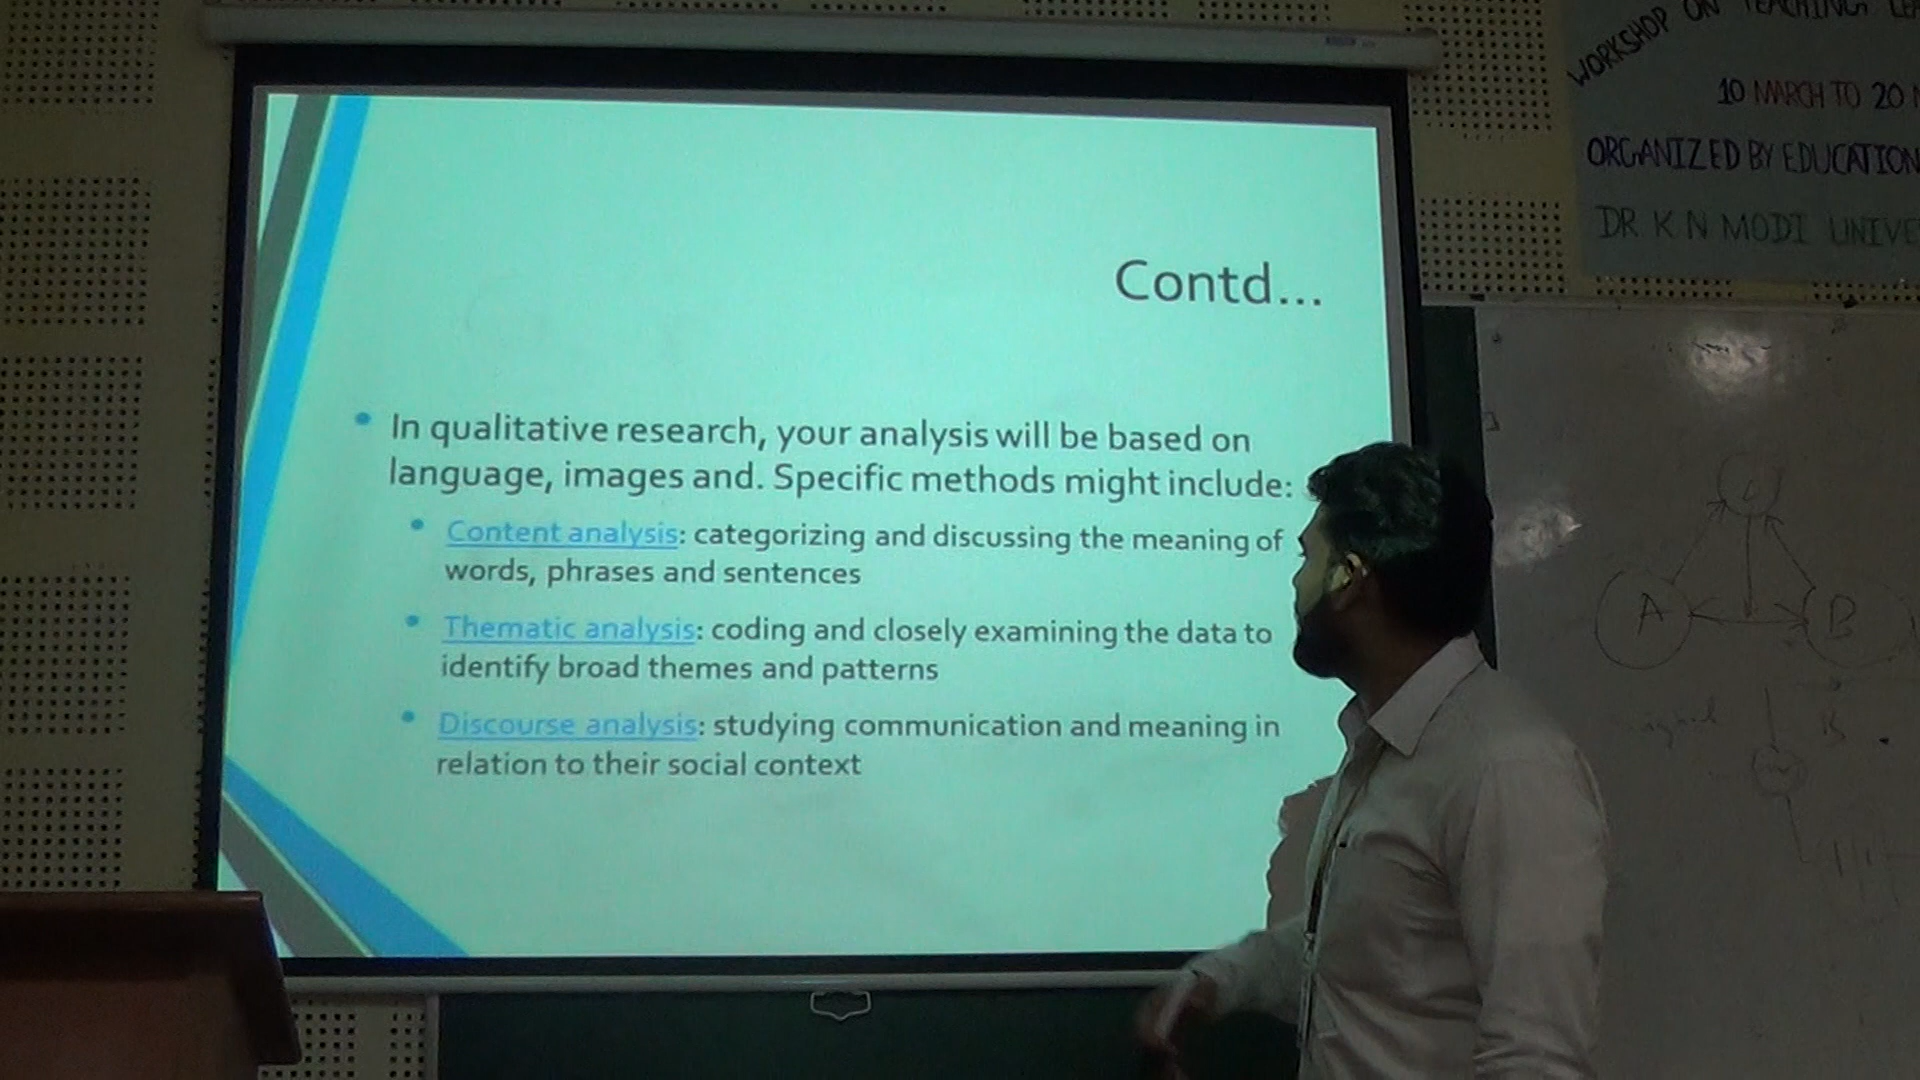 Contd...
In qualitative research, your analysis will be based on
language, images and. Specific methods might include:
Content analysis: categorizing and discussing the meaning of
words, phrases and sentences
Thematic analysis: coding and closely examining the data to
identify broad themes and patterns
Discourse analysis: studying communication and meaning in
relation to their social context
WORKSHOP ON TEACHING
10 MARCH TO 20
ORGANIZED BY EDUCATION
DR K N MODI
A
B